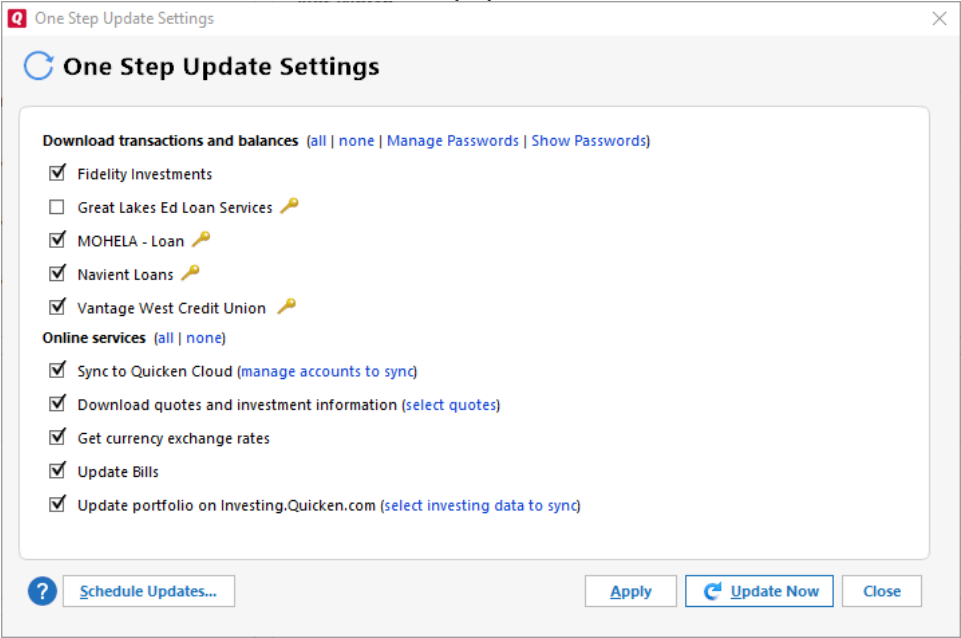 One Step Update Settings
One Step Update Settings
Download transactions and balances (all | none | Manage Passwords | Show Passwords)
Fidelity Investments
Great Lakes Ed Loan Services
MOHELA - Loan
Navient Loans
Vantage West Credit Union
Online services (all | none)
Sync to Quicken Cloud (manage accounts to sync)
Download quotes and investment information (select quotes)
Get currency exchange rates
Update Bills
Update portfolio on Investing.Quicken.com (select investing data to sync)
? Schedule Updates... Apply Update Now Close